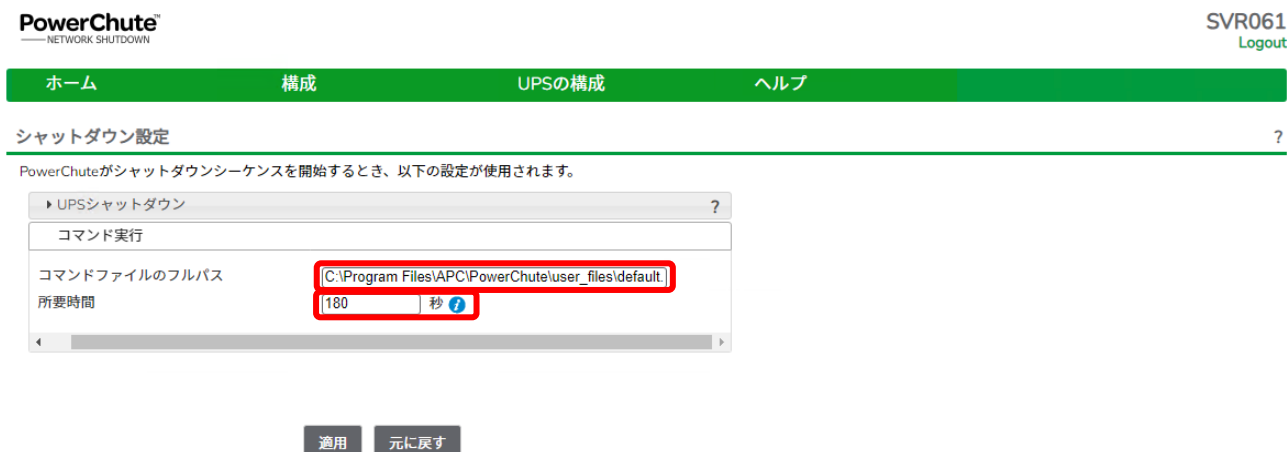 PowerChute
NETWORK SHUTDOWN
SVR061
Logout
ホーム 構成 UPSの構成 ヘルプ
シャットダウン設定 ?
PowerChuteがシャットダウンシーケンスを開始するとき、以下の設定が使用されます。
UPSシャットダウン ?
コマンド実行
コマンドファイルのフルパス C:\Program Files\APC\PowerChute\user_files\default.
所要時間 180 秒 i
適用 元に戻す